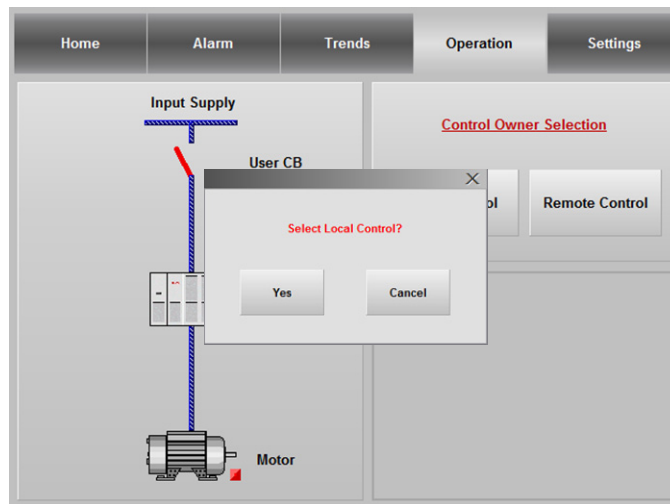 Home
Alarm
Trends
Operation
Settings
Input Supply
User CB
Control Owner Selection
Remote Control
Select Local Control?
Yes
Cancel
Motor